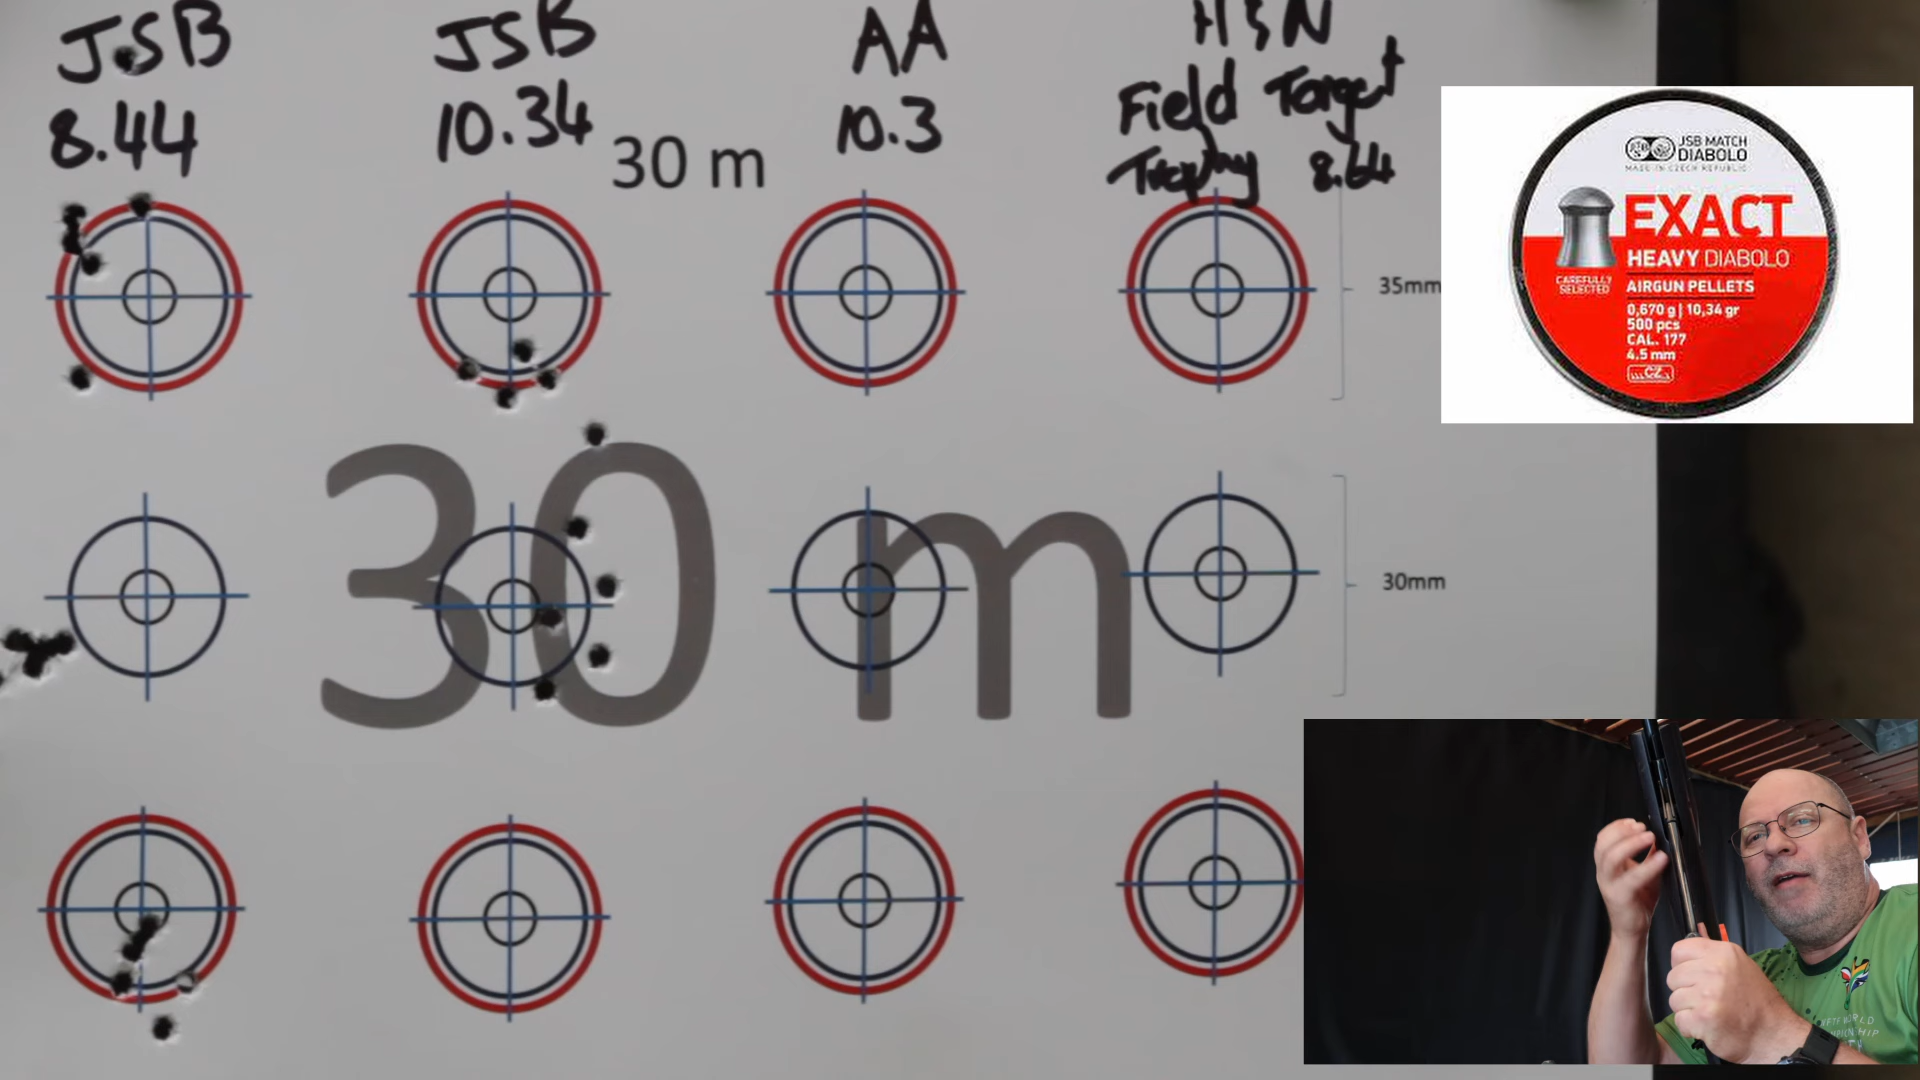 JSB
8.44
JSB
10.34
30 m
AA
10.3
H&N
Field Target
Trophy 8.64
35mm
30 m
30mm
JSB MATCH
DIABOLO
MADE IN CZECH REPUBLIC
EXACT
HEAVY DIABOLO
CAREFULLY
SELECTED
AIRGUN PELLETS
0,670 g | 10,34 gr
500 pcs
CAL. 177
4.5 mm
CZ
WORLD